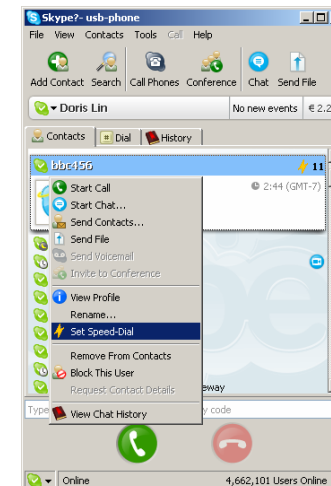 Skype?- usb-phone
File View Contacts Tools Call Help
Add Contact Search Call Phones Conference Chat Send File
Doris Lin No new events € 2.2
Contacts # Dial History
bbc456 11
Start Call 2:44 (GMT-7)
Start Chat...
Send Contacts...
Send File
Send Voicemail
Invite to Conference
View Profile
Rename...
Set Speed-Dial
Remove From Contacts
Block This User
Request Contact Details eway
Type y code
View Chat History
Online 4,662,101 Users Online